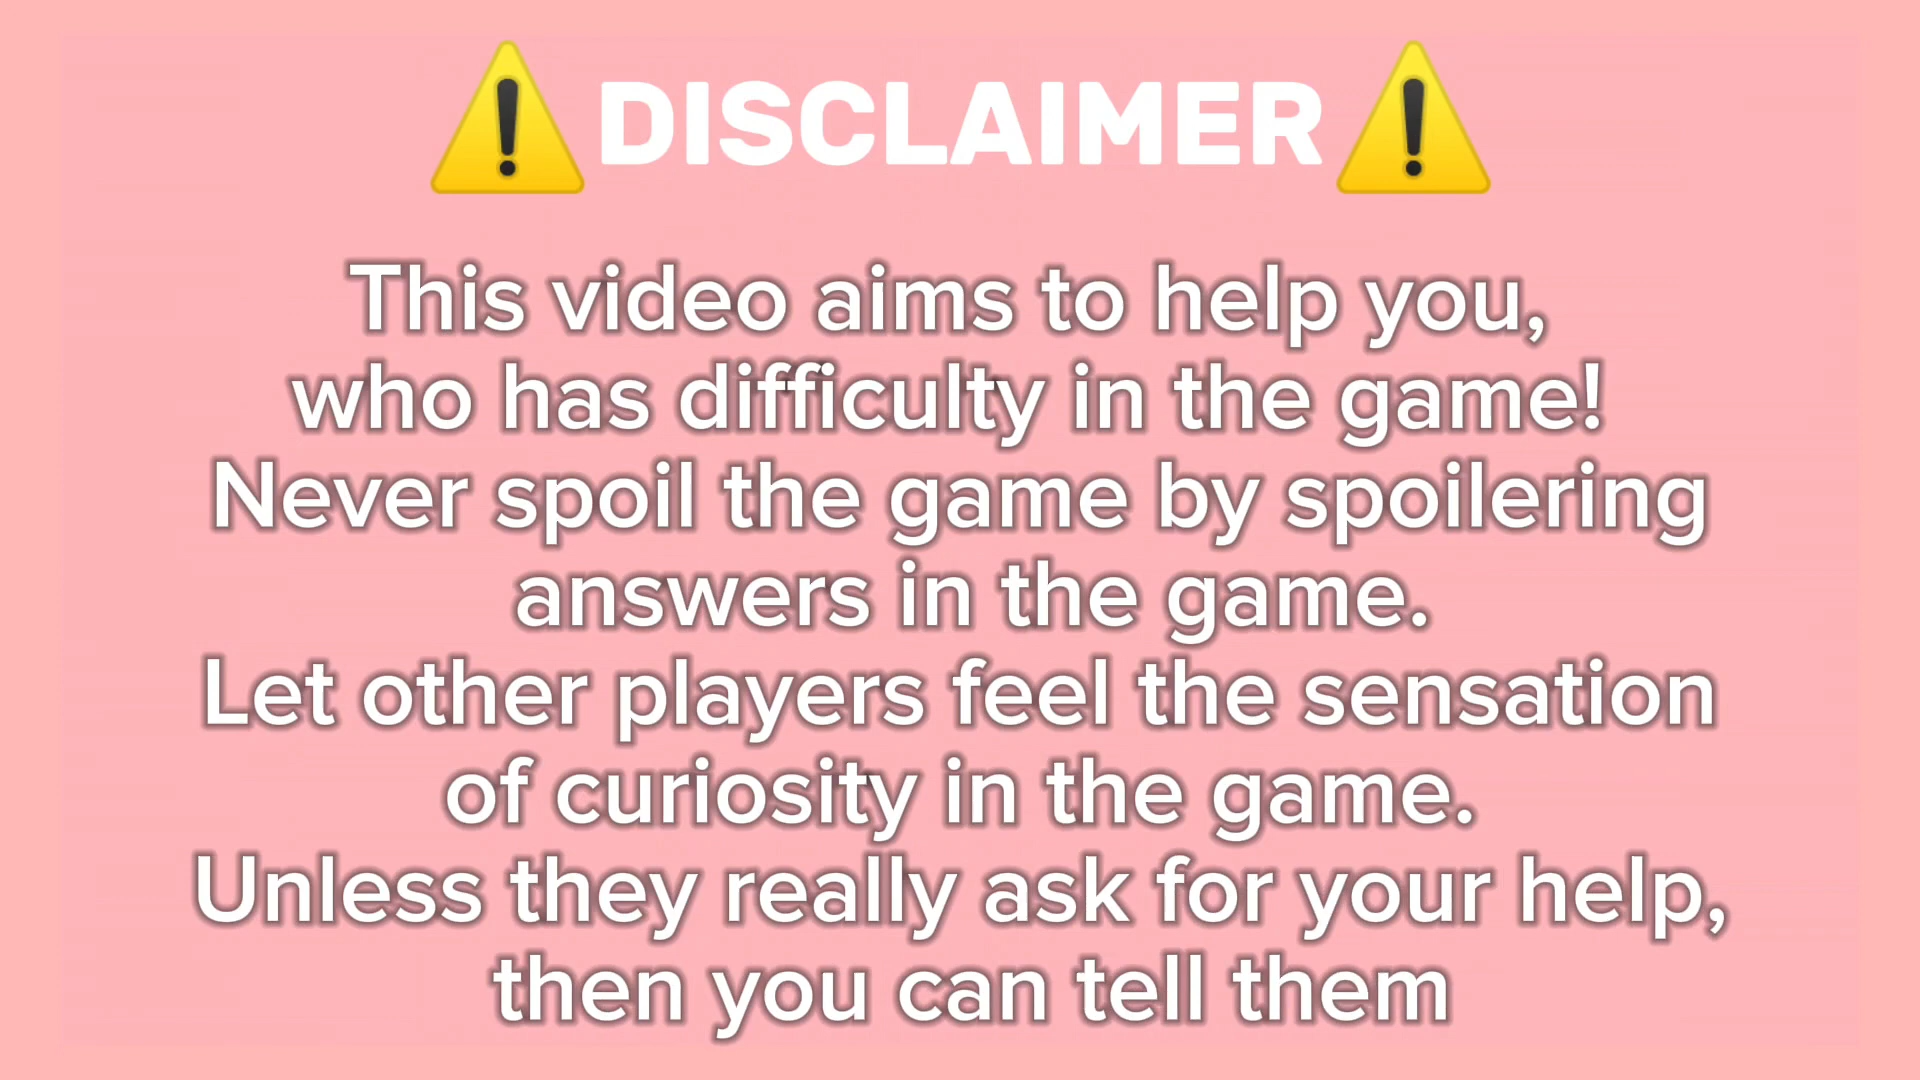 ⚠️DISCLAIMER⚠️
This video aims to help you,
who has difficulty in the game!
Never spoil the game by spoilering
answers in the game.
Let other players feel the sensation
of curiosity in the game.
Unless they really ask for your help,
then you can tell them